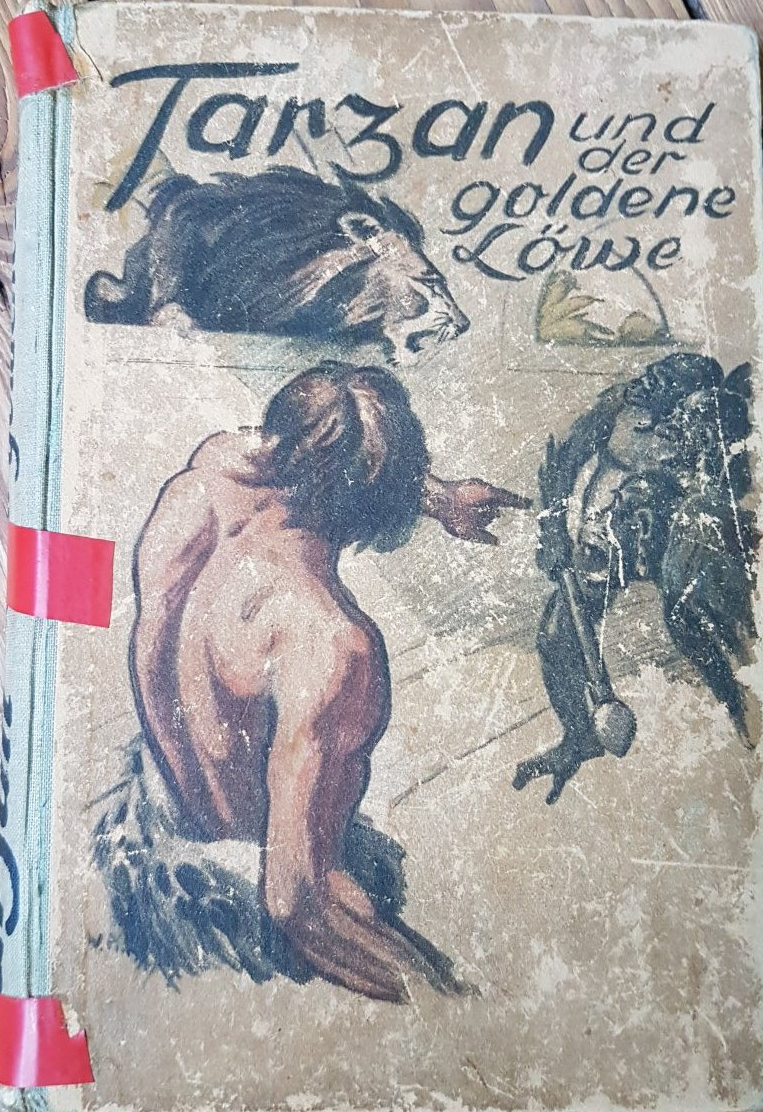 Tarzan und
der
goldene
Löwe